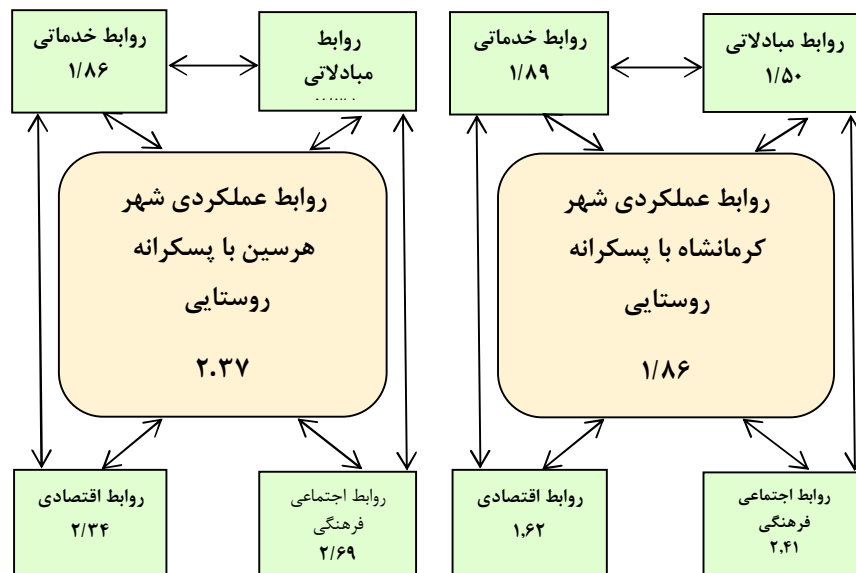 روابط مبادلاتی
۱/۵۰
روابط خدماتی
۱/۸۹
روابط عملکردی شهر
کرمانشاه با پسکرانه
روستایی
۱/۸۶
روابط اجتماعی
فرهنگی
۲,۴۱
روابط اقتصادی
۱,۶۲
روابط
مبادلاتی
روابط خدماتی
۱/۸۶
روابط عملکردی شهر
هرسین با پسکرانه
روستایی
۲.۳۷
روابط اجتماعی
فرهنگی
۲/۶۹
روابط اقتصادی
۲/۳۴